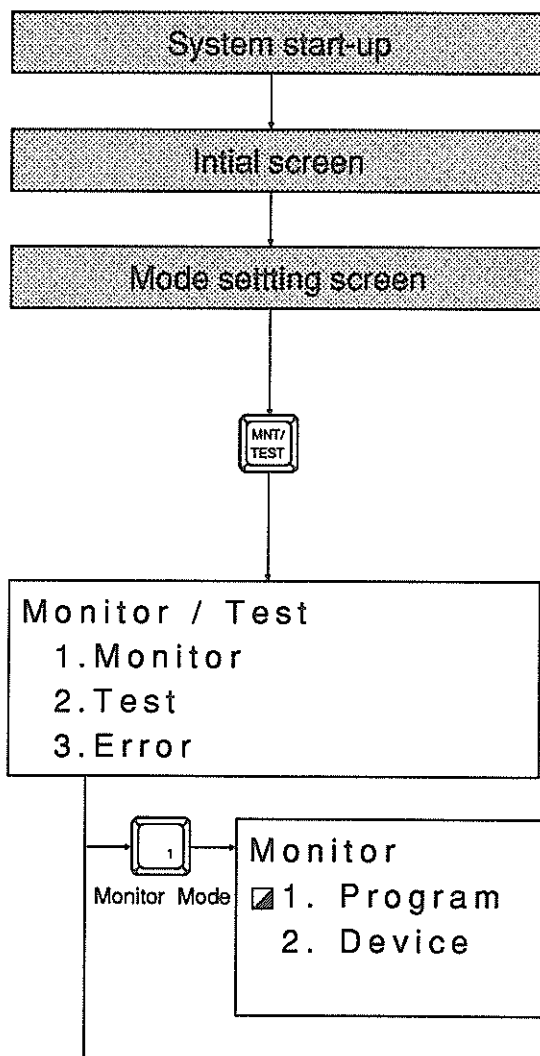 System start-up
Intial screen
Mode settting screen
MNT/
TEST
Monitor / Test
1.Monitor
2.Test
3.Error
1
Monitor Mode
Monitor
1. Program
2. Device